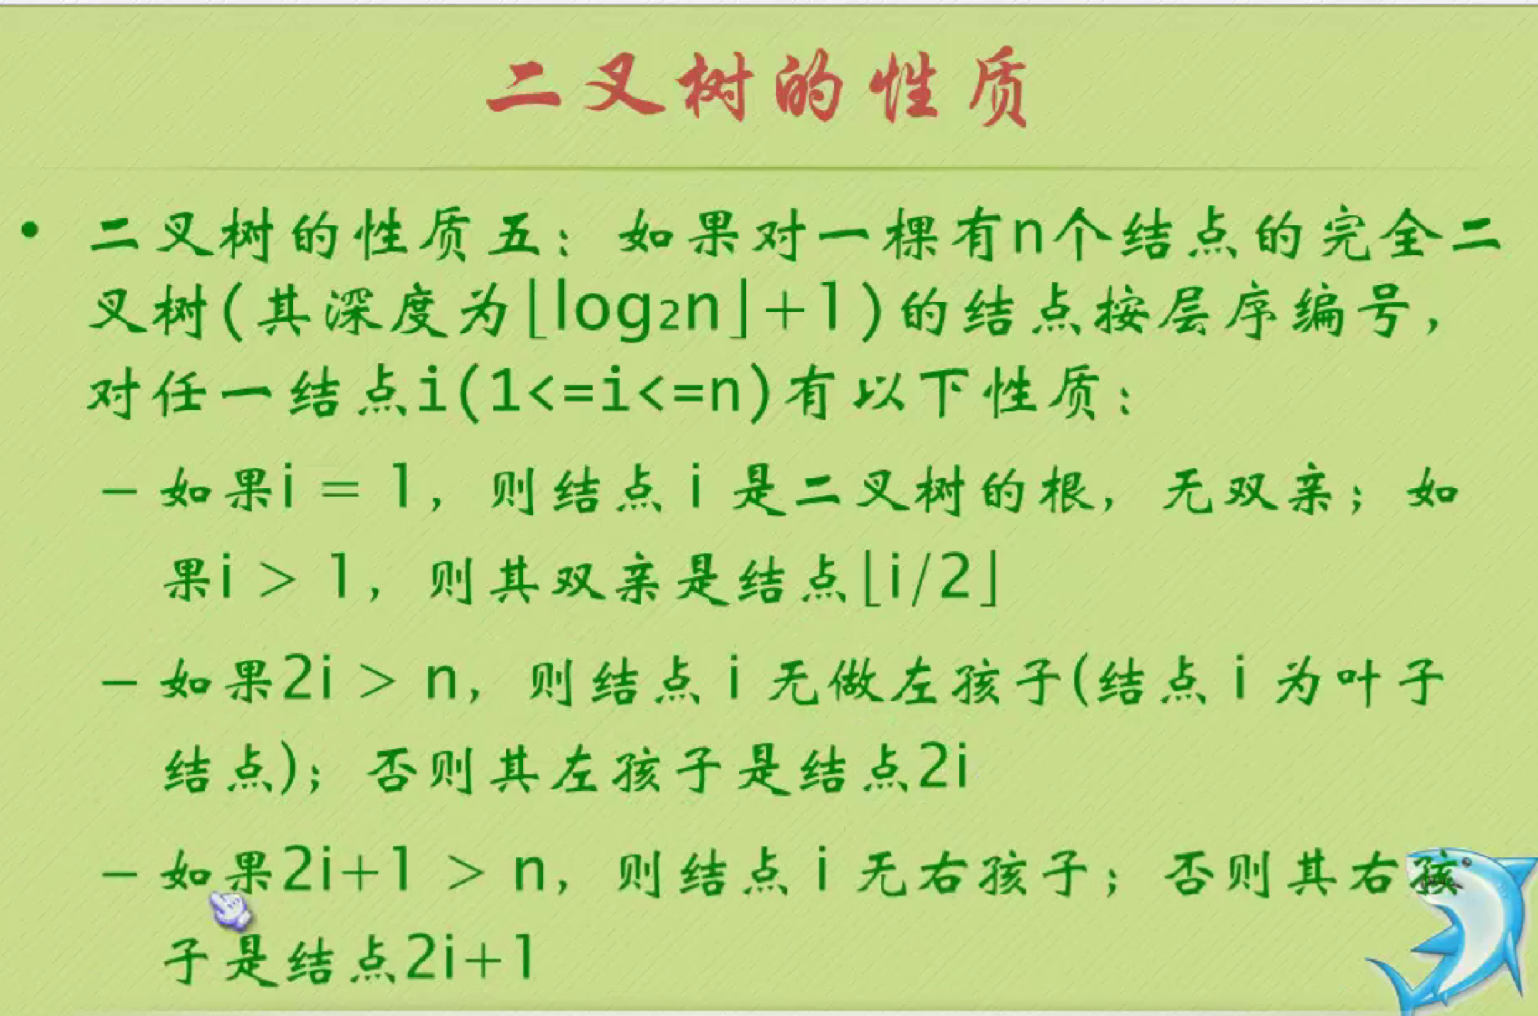 二叉树的性质
• 二叉树的性质五：如果对一棵有n个结点的完全二
叉树(其深度为⌊log₂n⌋+1)的结点按层序编号，
对任一结点i(1<=i<=n)有以下性质：
– 如果i = 1，则结点 i 是二叉树的根，无双亲；如
果i > 1，则其双亲是结点⌊i/2⌋
– 如果2i > n，则结点 i 无做左孩子(结点 i 为叶子
结点)；否则其左孩子是结点2i
– 如果2i+1 > n，则结点 i 无右孩子；否则其右孩
子是结点2i+1